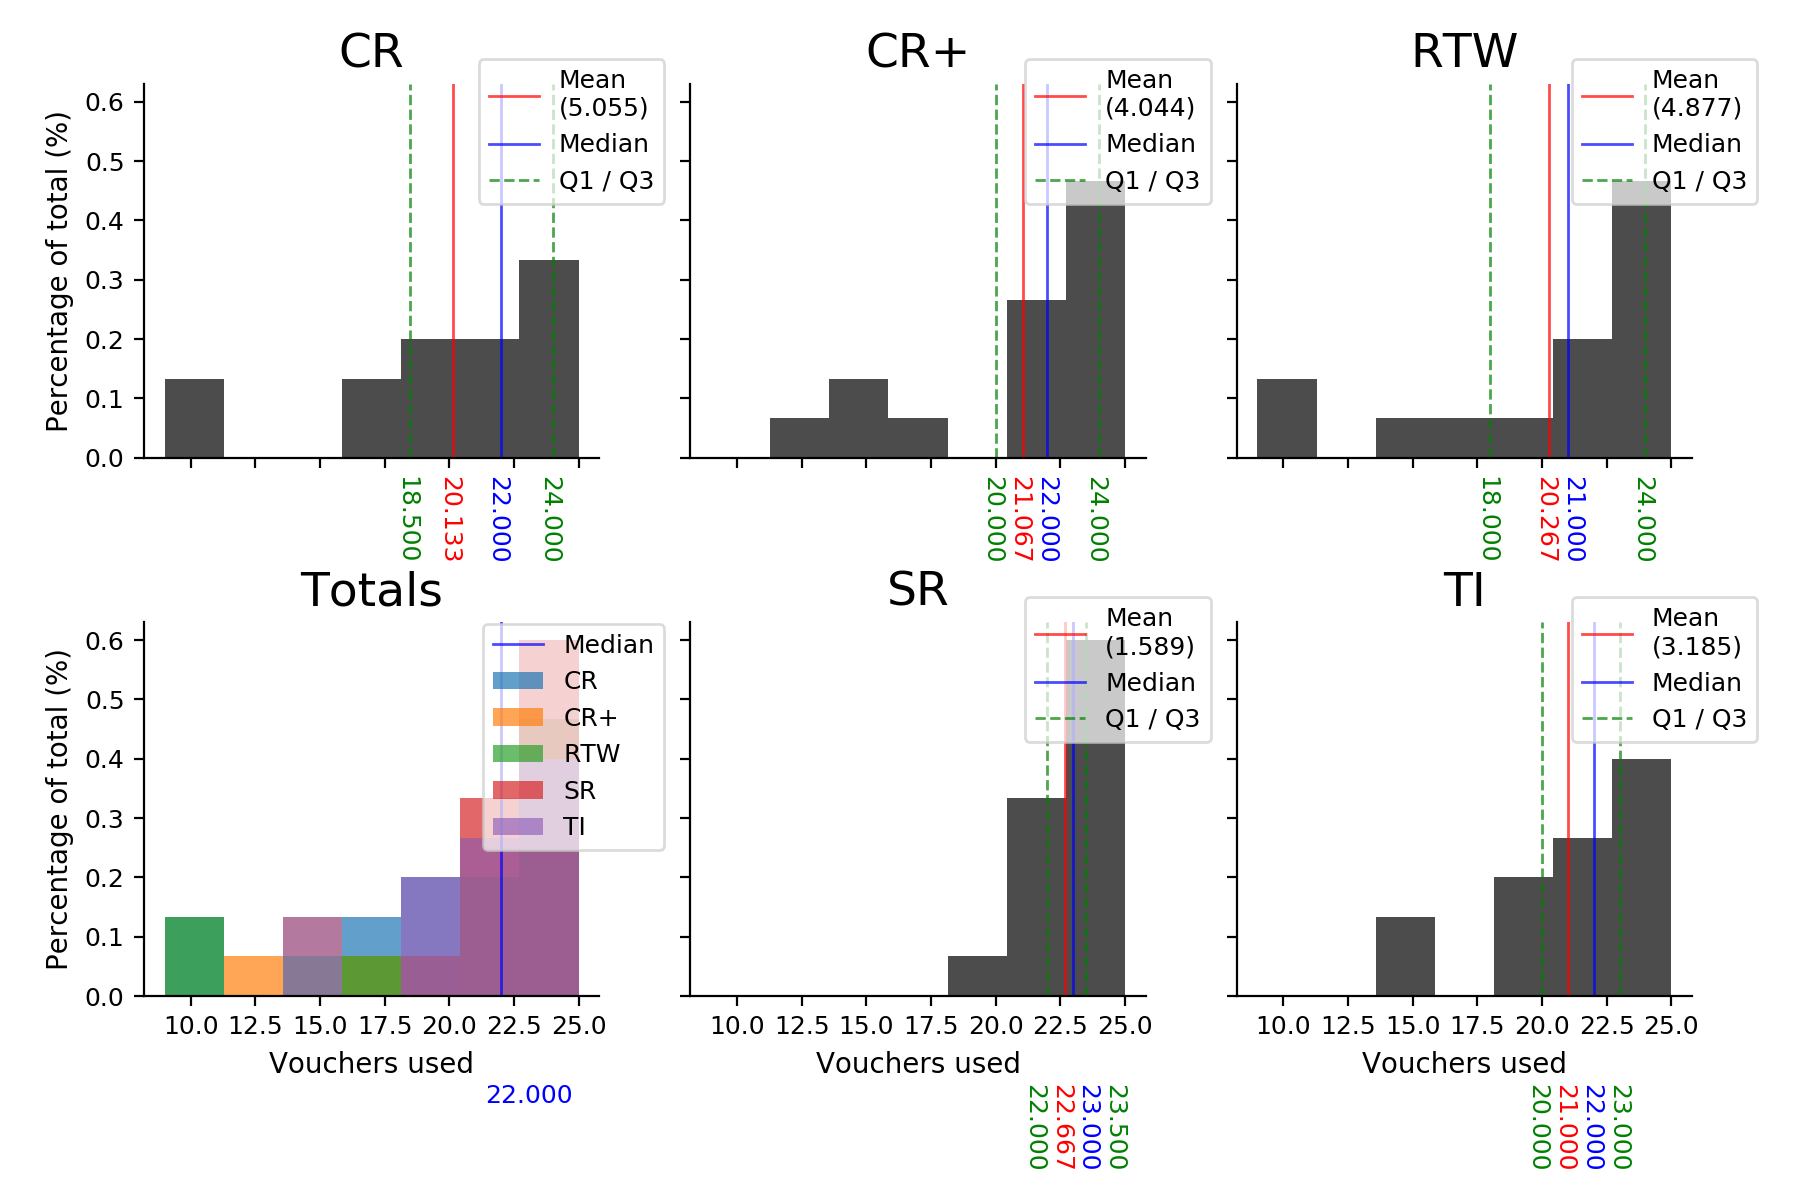 CR
Percentage of total (%)
0.6
0.5
0.4
0.3
0.2
0.1
0.0
Mean
(5.055)
Median
Q1 / Q3
18.500
20.133
22.000
24.000
CR+
Mean
(4.044)
Median
Q1 / Q3
20.000
21.067
22.000
24.000
RTW
Mean
(4.877)
Median
Q1 / Q3
18.000
20.267
21.000
24.000
Totals
Percentage of total (%)
0.6
0.5
0.4
0.3
0.2
0.1
0.0
Median
CR
CR+
RTW
SR
TI
10.0 12.5 15.0 17.5 20.0 22.5 25.0
Vouchers used
22.000
SR
Mean
(1.589)
Median
Q1 / Q3
10.0 12.5 15.0 17.5 20.0 22.5 25.0
Vouchers used
22.000
22.667
23.000
23.500
TI
Mean
(3.185)
Median
Q1 / Q3
10.0 12.5 15.0 17.5 20.0 22.5 25.0
Vouchers used
20.000
21.000
22.000
23.000